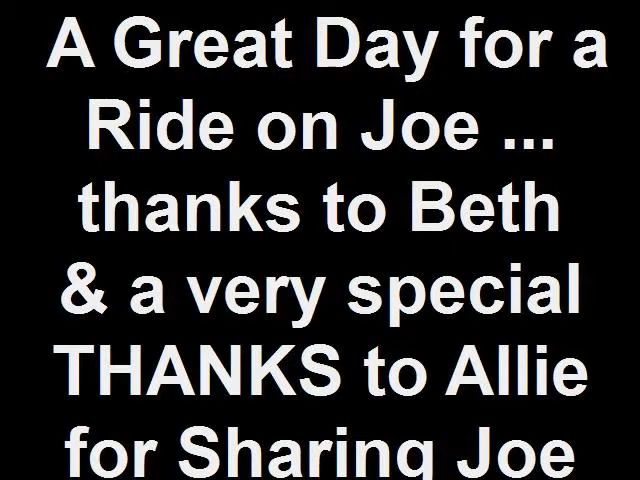 A Great Day for a
Ride on Joe ...
thanks to Beth
& a very special
THANKS to Allie
for Sharing Joe